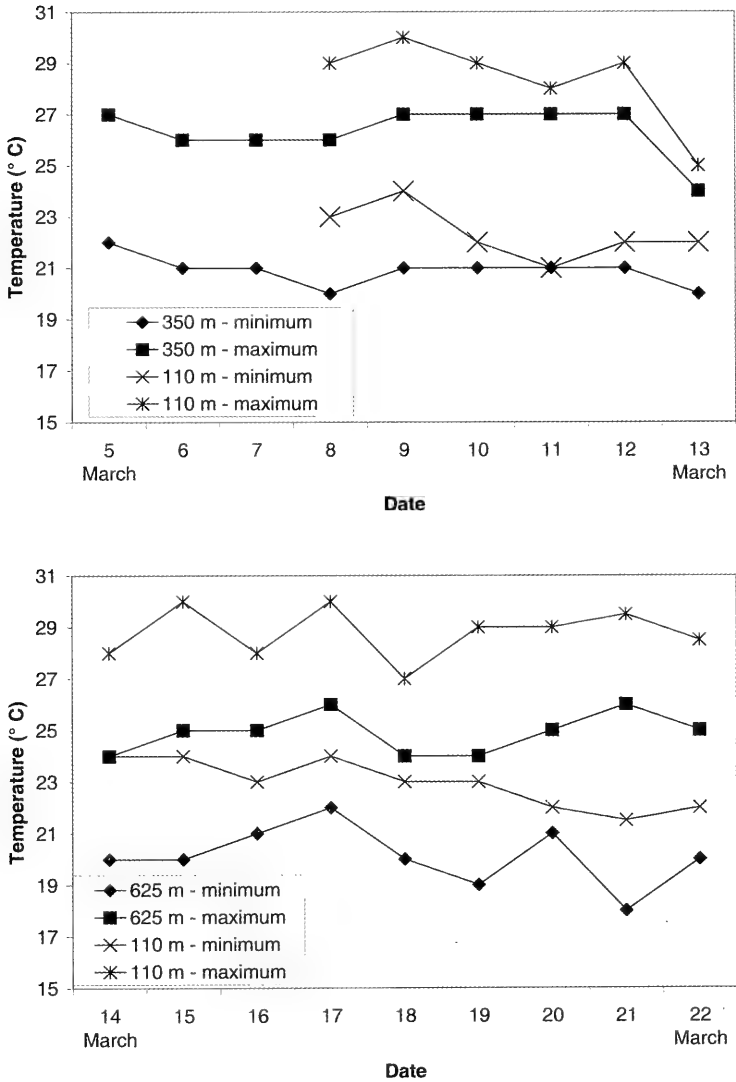 31
29
27
25
23
21
19
17
15
Temperature (° C)
350 m - minimum
350 m - maximum
110 m - minimum
110 m - maximum
5 6 7 8 9 10 11 12 13
March March
Date
31
29
27
25
23
21
19
17
15
Temperature (° C)
625 m - minimum
625 m - maximum
110 m - minimum
110 m - maximum
14 15 16 17 18 19 20 21 22
March March
Date